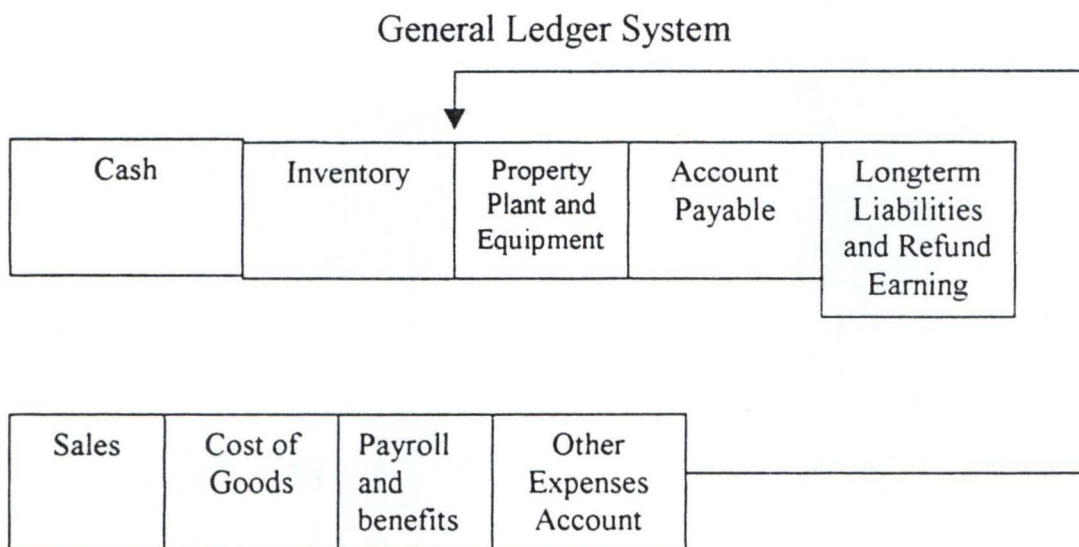 General Ledger System
Cash
Inventory
Property
Plant and
Equipment
Account
Payable
Longterm
Liabilities
and Refund
Earning
Sales
Cost of
Goods
Payroll
and
benefits
Other
Expenses
Account